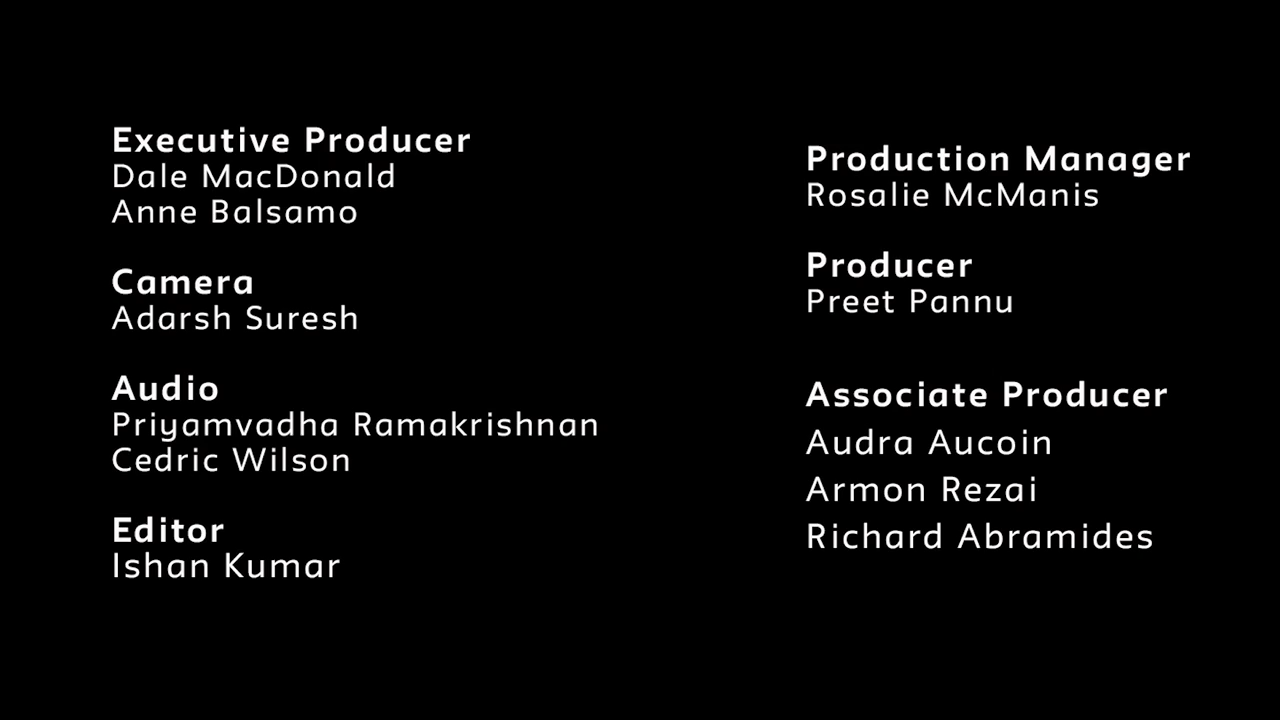 Executive Producer
Dale MacDonald
Anne Balsamo
Camera
Adarsh Suresh
Audio
Priyamvadha Ramakrishnan
Cedric Wilson
Editor
Ishan Kumar
Production Manager
Rosalie McManis
Producer
Preet Pannu
Associate Producer
Audra Aucoin
Armon Rezai
Richard Abramides